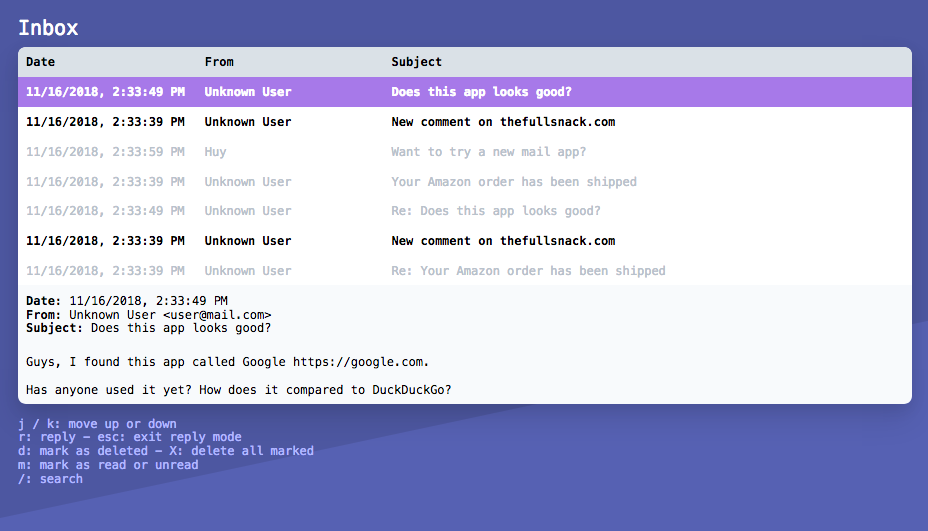 Inbox
Date From Subject
11/16/2018, 2:33:49 PM Unknown User Does this app looks good?
11/16/2018, 2:33:39 PM Unknown User New comment on thefullsnack.com
11/16/2018, 2:33:59 PM Huy Want to try a new mail app?
11/16/2018, 2:33:49 PM Unknown User Your Amazon order has been shipped
11/16/2018, 2:33:49 PM Unknown User Re: Does this app looks good?
11/16/2018, 2:33:39 PM Unknown User New comment on thefullsnack.com
11/16/2018, 2:33:39 PM Unknown User Re: Your Amazon order has been shipped
Date: 11/16/2018, 2:33:49 PM
From: Unknown User <user@mail.com>
Subject: Does this app looks good?
Guys, I found this app called Google https://google.com.
Has anyone used it yet? How does it compared to DuckDuckGo?
j / k: move up or down
r: reply - esc: exit reply mode
d: mark as deleted - X: delete all marked
m: mark as read or unread
/: search